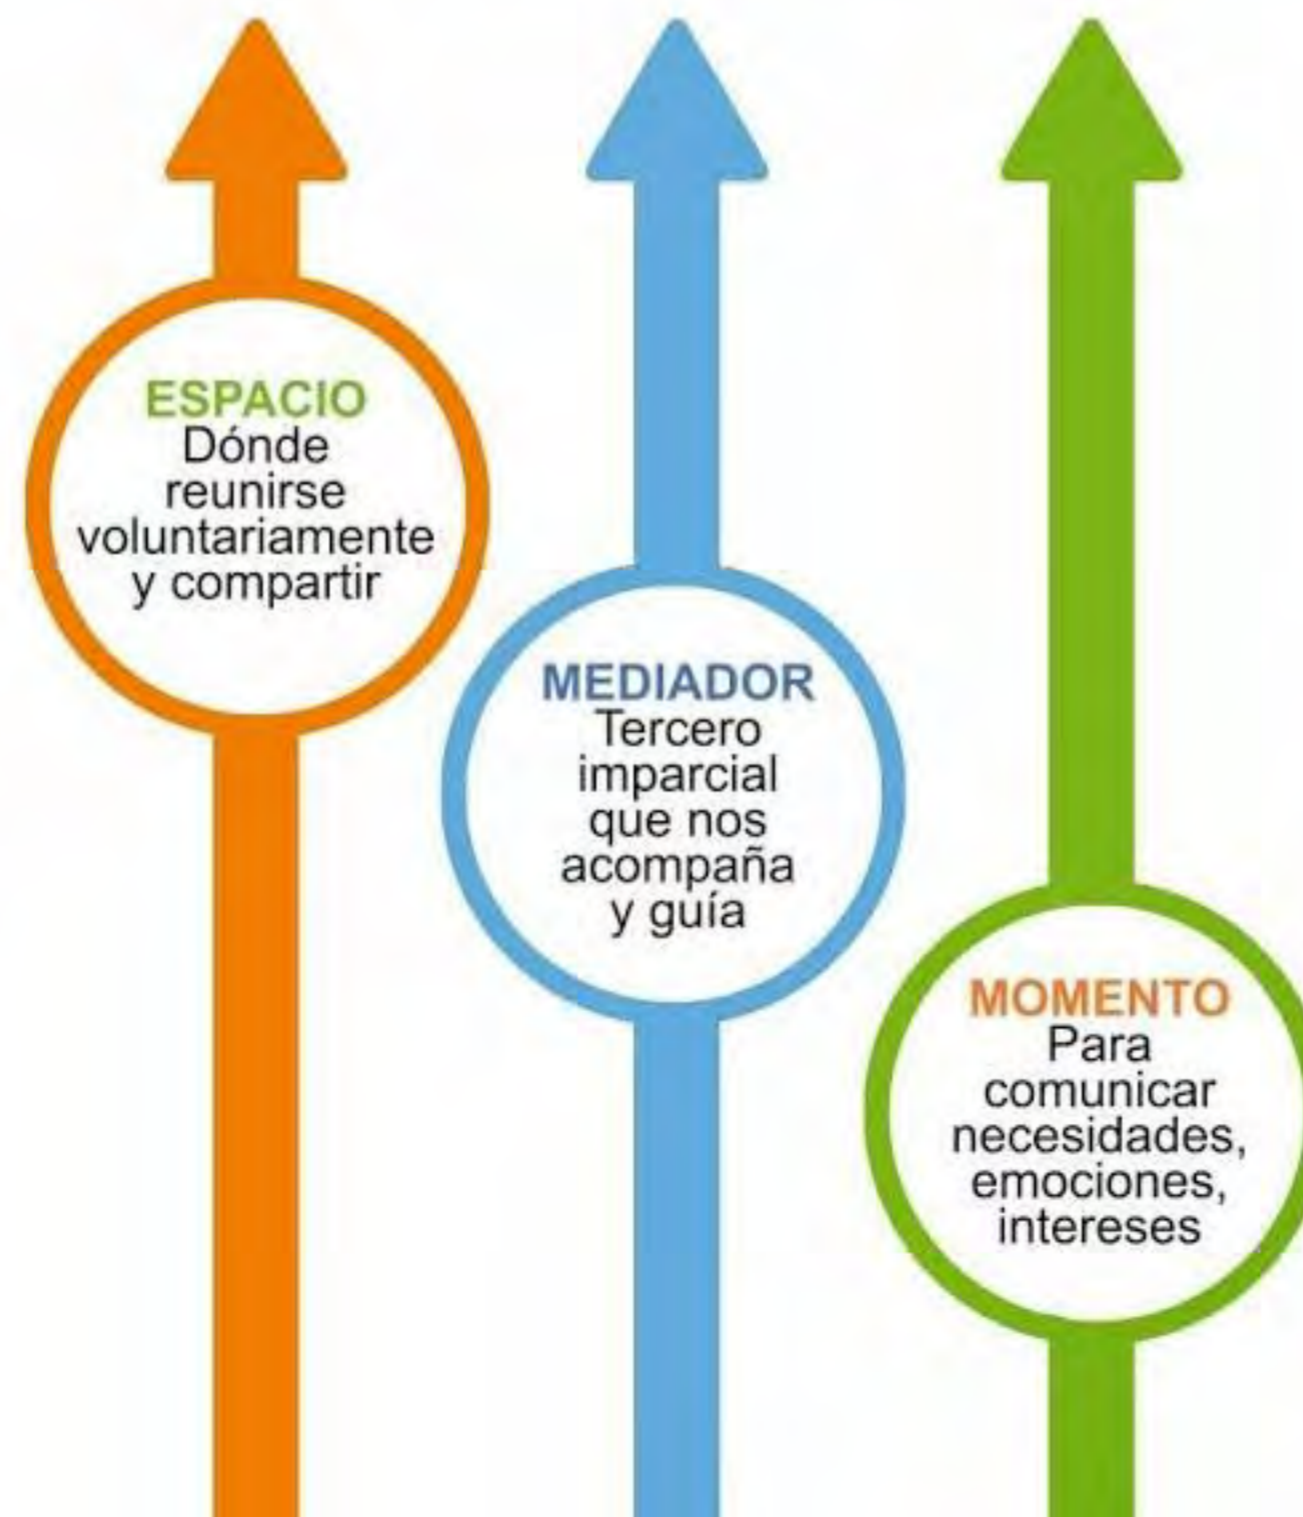 ESPACIO
Dónde
reunirse
voluntariamente
y compartir
MEDIADOR
Tercero
imparcial
que nos
acompaña
y guía
MOMENTO
Para
comunicar
necesidades,
emociones,
intereses